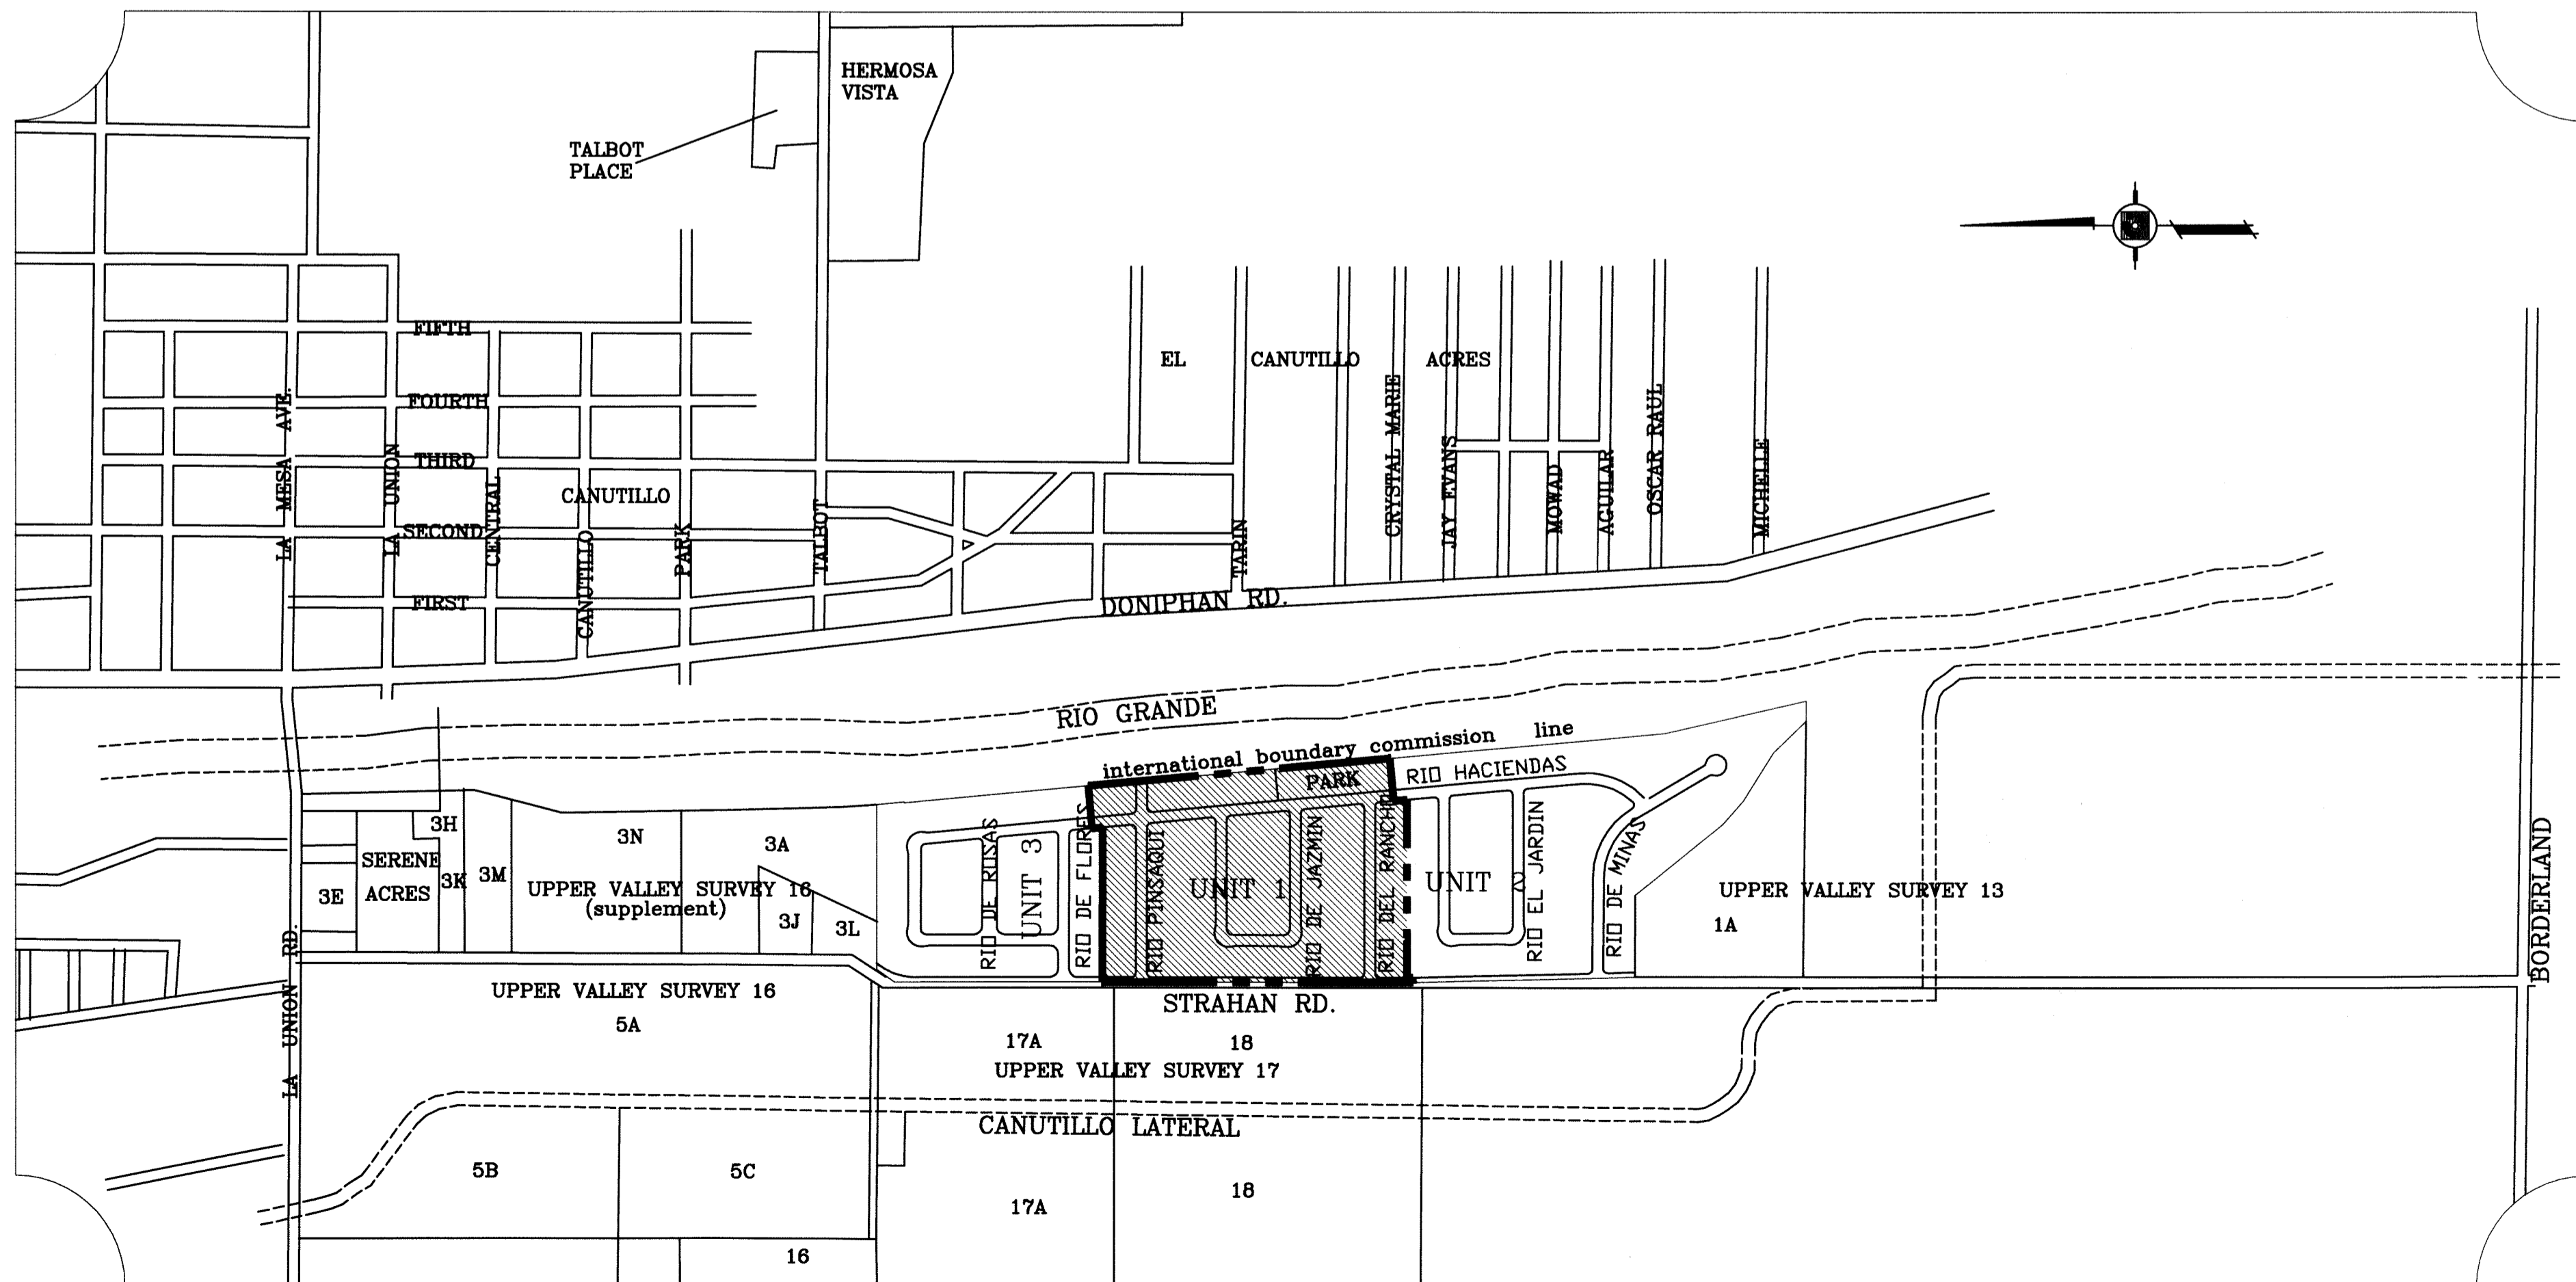 HERMOSA
VISTA
TALBOT
PLACE
FIFTH
EL CANUTILLO ACRES
FOURTH
THIRD
CANUTILLO
SECOND
FIRST
LA MESA AVE.
LA UNION
CENTRAL
CANUTILLO
PARK
TALBOT
TARIN
CRYSTAL MARIE
JAY EVANS
MOWAD
AGUILAR
OSCAR RAUL
MICHELLE
DONIPHAN RD.
RIO GRANDE
international boundary commission line
PARK
RIO HACIENDAS
3H
SERENE
ACRES
3E
3K
3M
3N
3A
UPPER VALLEY SURVEY 16
(supplement)
3J
3L
RIO DE ROSAS
UNIT 3
RIO DE FLORES
RIO PINSAQUI
UNIT 1
RIO DE JAZMIN
RIO DEL RANCHO
UNIT 2
RIO EL JARDIN
RIO DE MINAS
UPPER VALLEY SURVEY 13
1A
BORDERLAND
LA UNION RD.
UPPER VALLEY SURVEY 16
5A
STRAHAN RD.
17A
18
UPPER VALLEY SURVEY 17
CANUTILLO LATERAL
5B
5C
17A
18
16